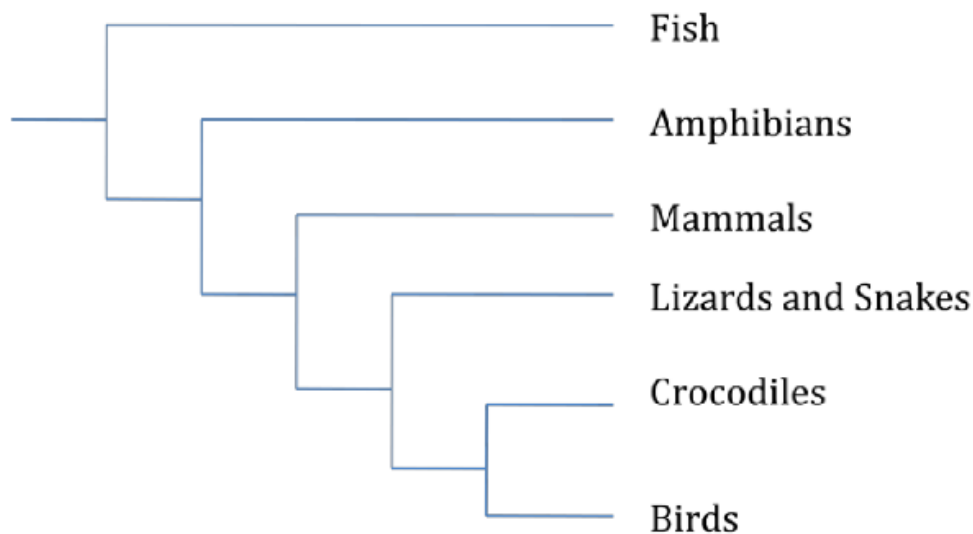 Fish
Amphibians
Mammals
Lizards and Snakes
Crocodiles
Birds